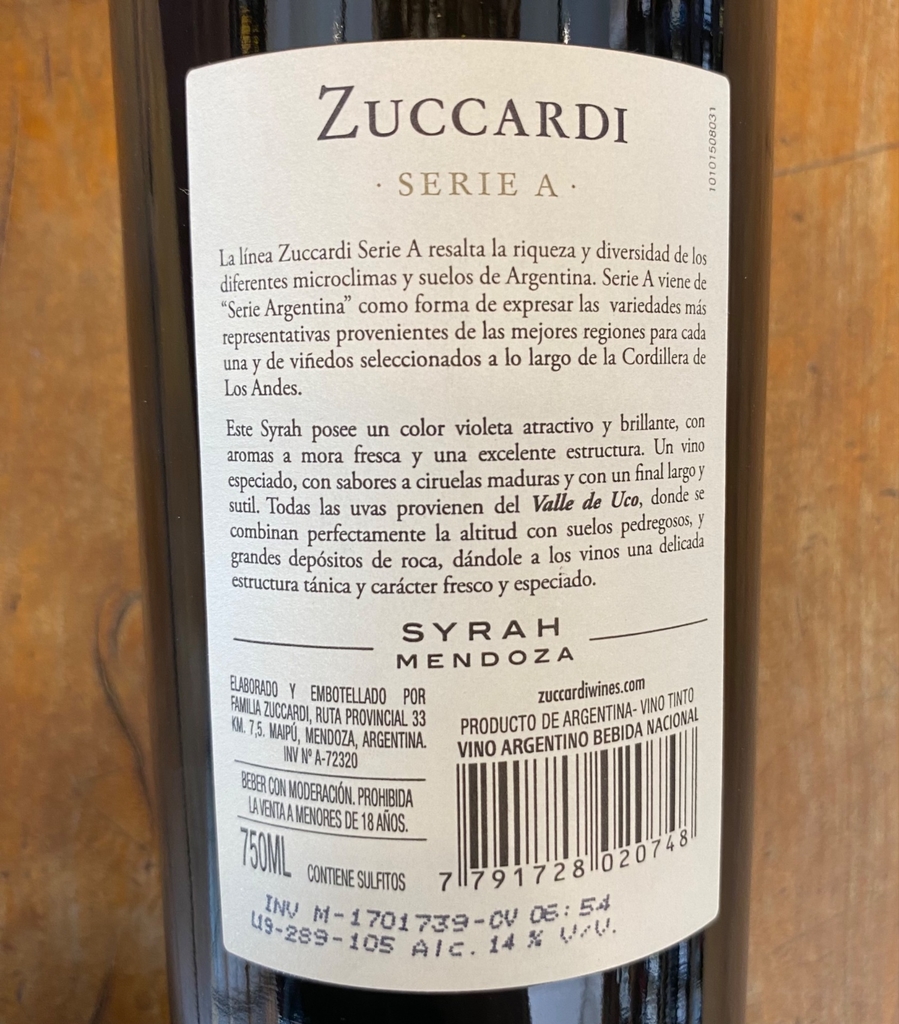 ZUCCARDI
· SERIE A ·
10101508031
La línea Zuccardi Serie A resalta la riqueza y diversidad de los
diferentes microclimas y suelos de Argentina. Serie A viene de
“Serie Argentina” como forma de expresar las variedades más
representativas provenientes de las mejores regiones para cada
una y de viñedos seleccionados a lo largo de la Cordillera de
Los Andes.
Este Syrah posee un color violeta atractivo y brillante, con
aromas a mora fresca y una excelente estructura. Un vino
especiado, con sabores a ciruelas maduras y con un final largo y
sutil. Todas las uvas provienen del Valle de Uco, donde se
combinan perfectamente la altitud con suelos pedregosos, y
grandes depósitos de roca, dándole a los vinos una delicada
estructura tánica y carácter fresco y especiado.
SYRAH
MENDOZA
ELABORADO Y EMBOTELLADO POR
FAMILIA ZUCCARDI, RUTA PROVINCIAL 33
KM. 7,5. MAIPÚ, MENDOZA, ARGENTINA.
INV Nº A-72320
BEBER CON MODERACIÓN. PROHIBIDA
LA VENTA A MENORES DE 18 AÑOS.
750ML CONTIENE SULFITOS
zuccardiwines.com
PRODUCTO DE ARGENTINA- VINO TINTO
VINO ARGENTINO BEBIDA NACIONAL
7 791728 020748
INV M-1701739-CV 06:54
L19-289-105 Alc. 14 % V/V.